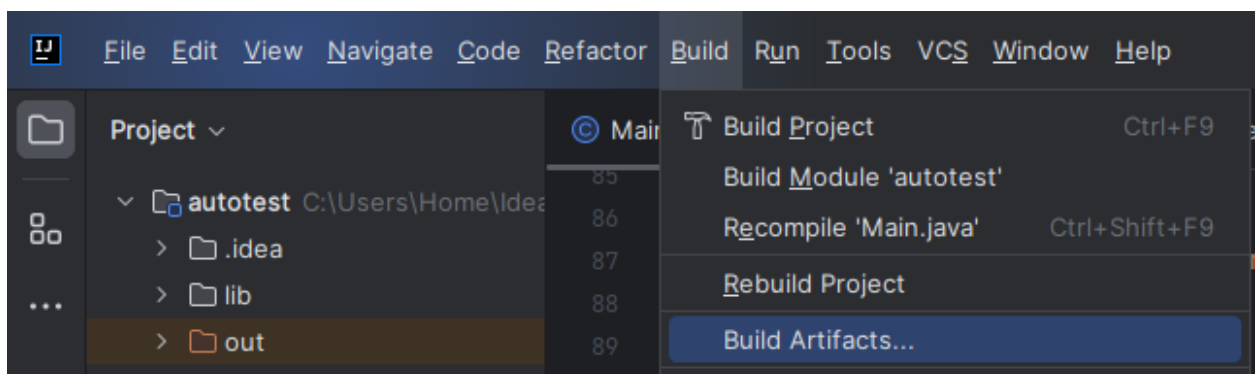 IJ
File Edit View Navigate Code Refactor Build Run Tools VCS Window Help
Project
Main
Build Project Ctrl+F9
85
Build Module 'autotest'
autotest C:\Users\Home\Idea
86
Recompile 'Main.java' Ctrl+Shift+F9
.idea
87
Rebuild Project
lib
88
Build Artifacts...
out
89